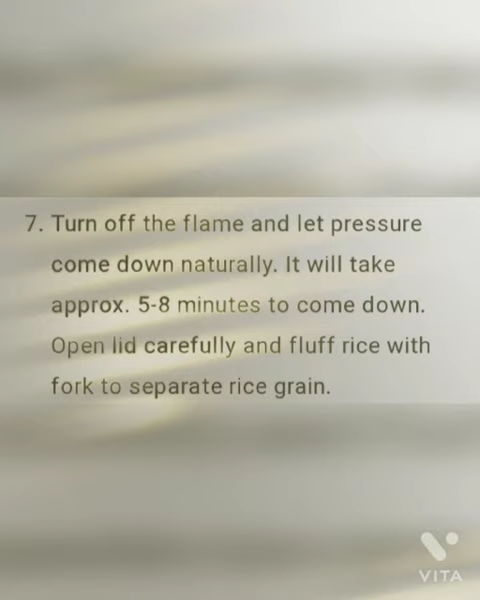 7. Turn off the flame and let pressure
come down naturally. It will take
approx. 5-8 minutes to come down.
Open lid carefully and fluff rice with
fork to separate rice grain.
VITA